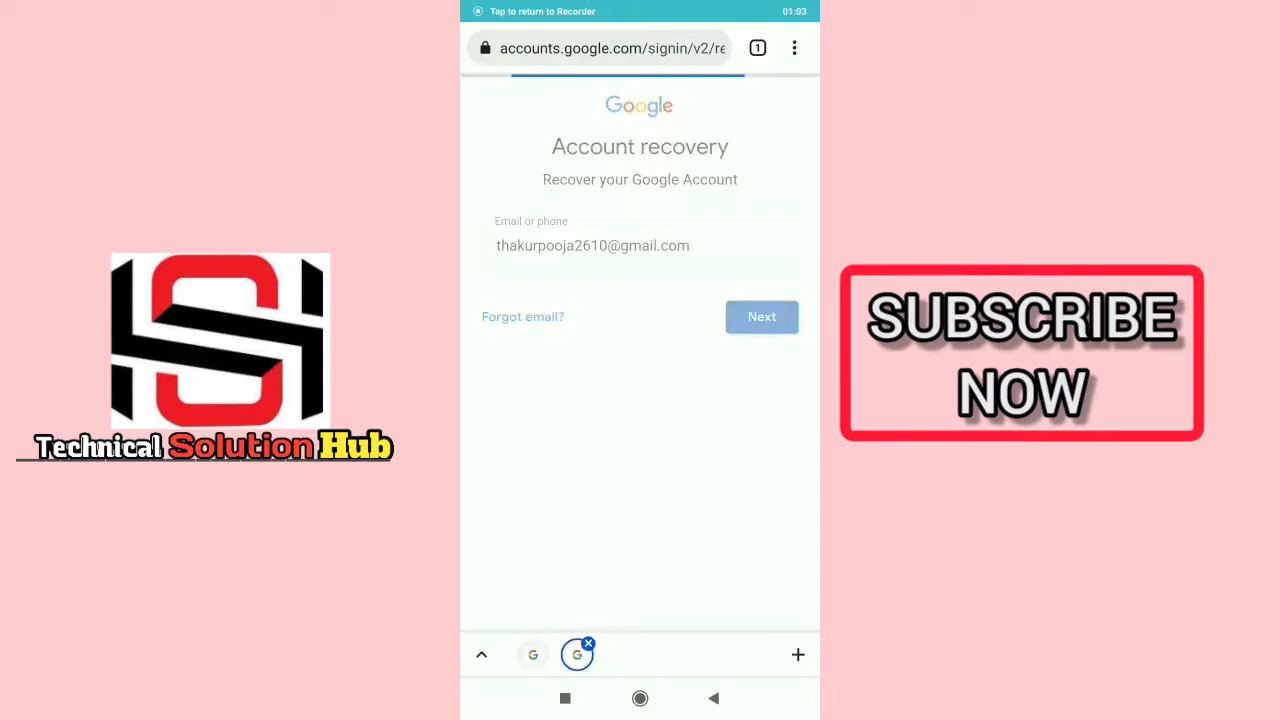 Tap to return to Recorder
01:03
accounts.google.com/signin/v2/re
1
Google
Account recovery
Recover your Google Account
Email or phone
thakurpooja2610@gmail.com
Forgot email?
Next
Technical Solution Hub
SUBSCRIBE
NOW
G
G